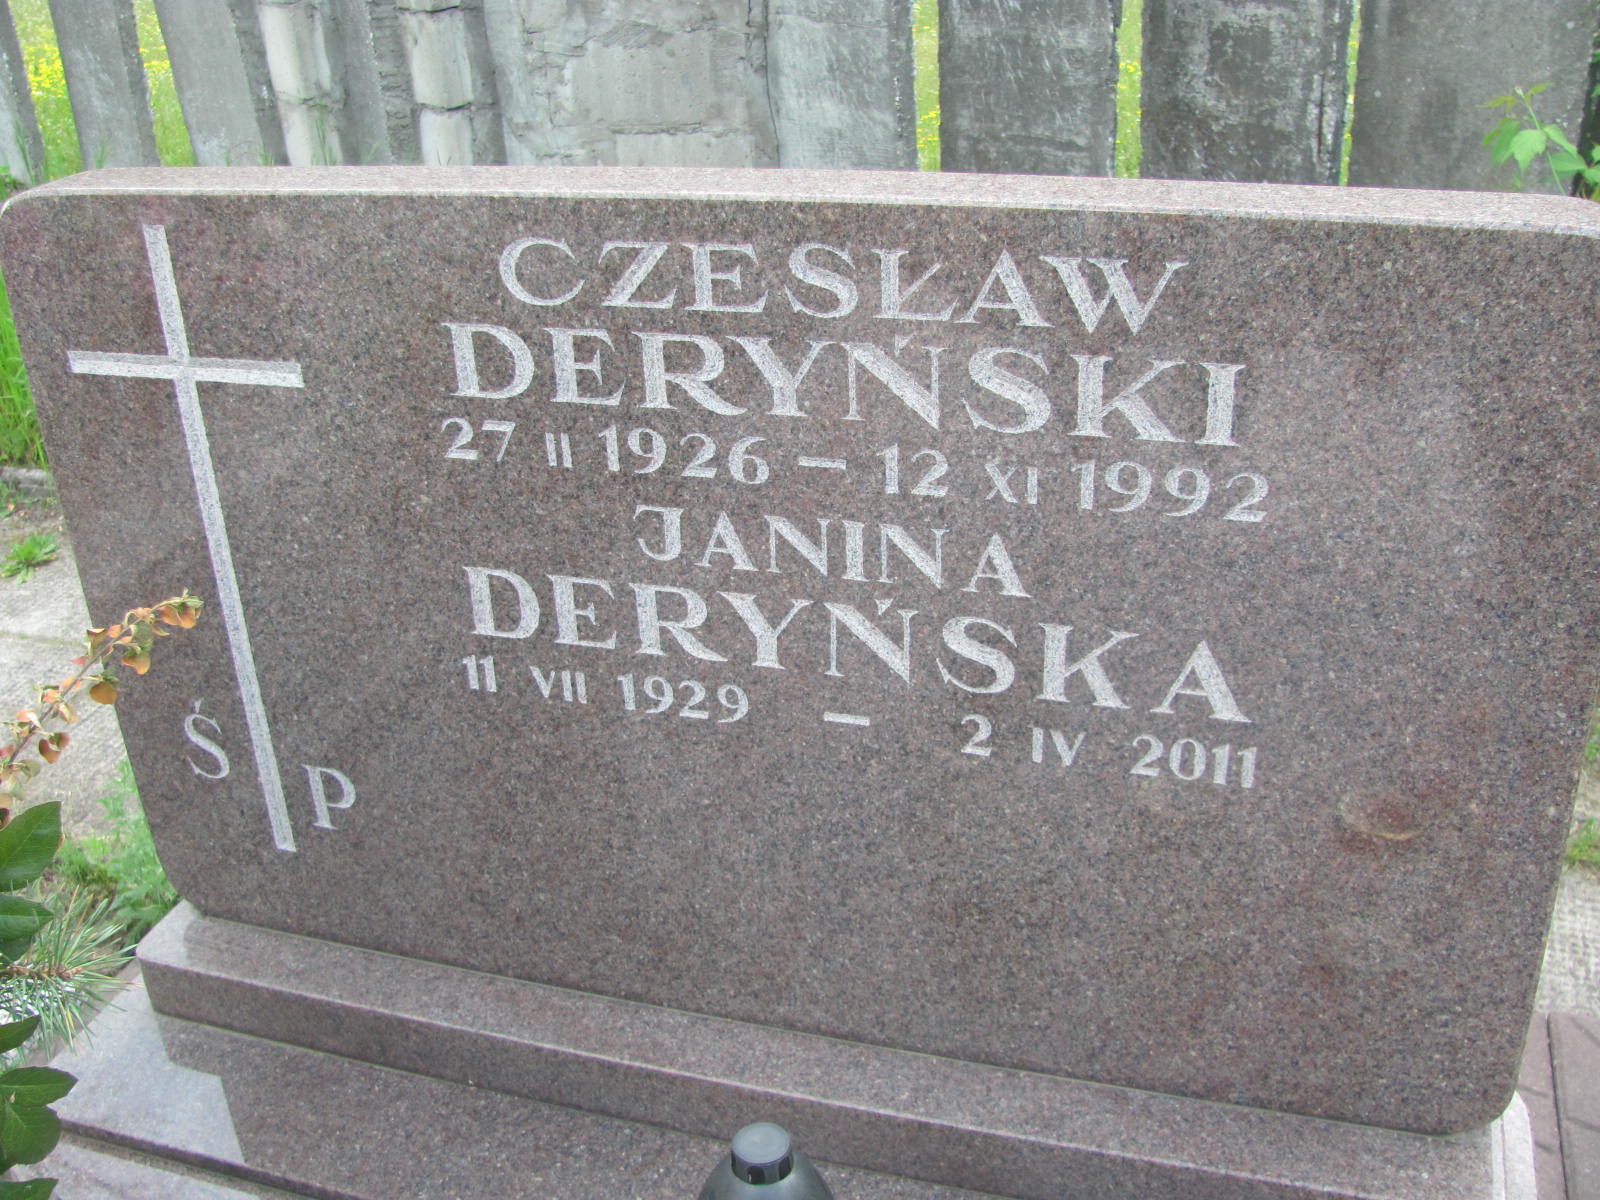 CZESŁAW
DERYŃSKI
27 II 1926 – 12 XI 1992
JANINA
DERYŃSKA
11 VII 1929 – 2 IV 2011
Ś P